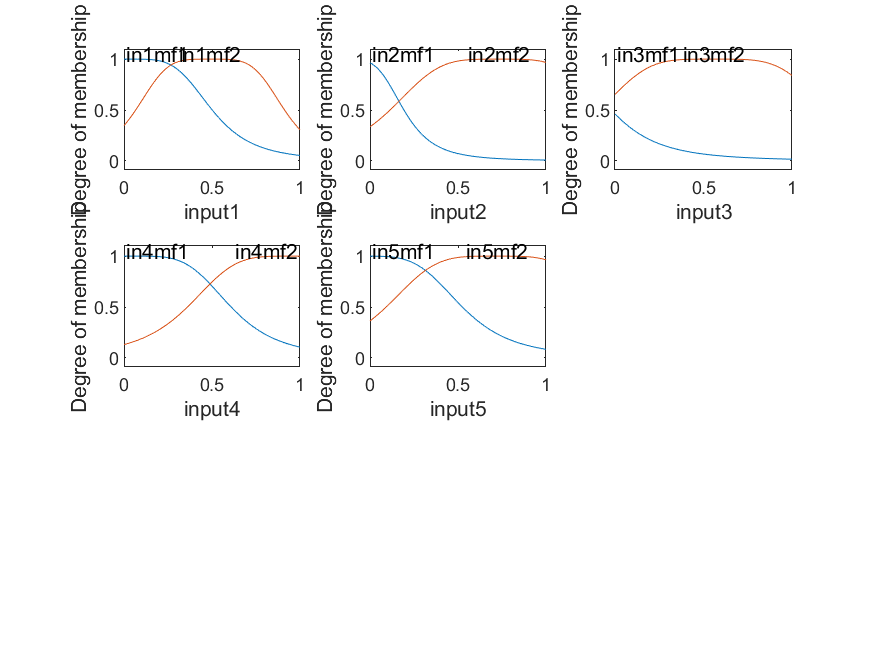 Degree of membership
in1mf1
in1mf2
1
0.5
0
0
0.5
1
input1
Degree of membership
in2mf1
in2mf2
1
0.5
0
0
0.5
1
input2
Degree of membership
in3mf1
in3mf2
1
0.5
0
0
0.5
1
input3
Degree of membership
in4mf1
in4mf2
1
0.5
0
0
0.5
1
input4
Degree of membership
in5mf1
in5mf2
1
0.5
0
0
0.5
1
input5